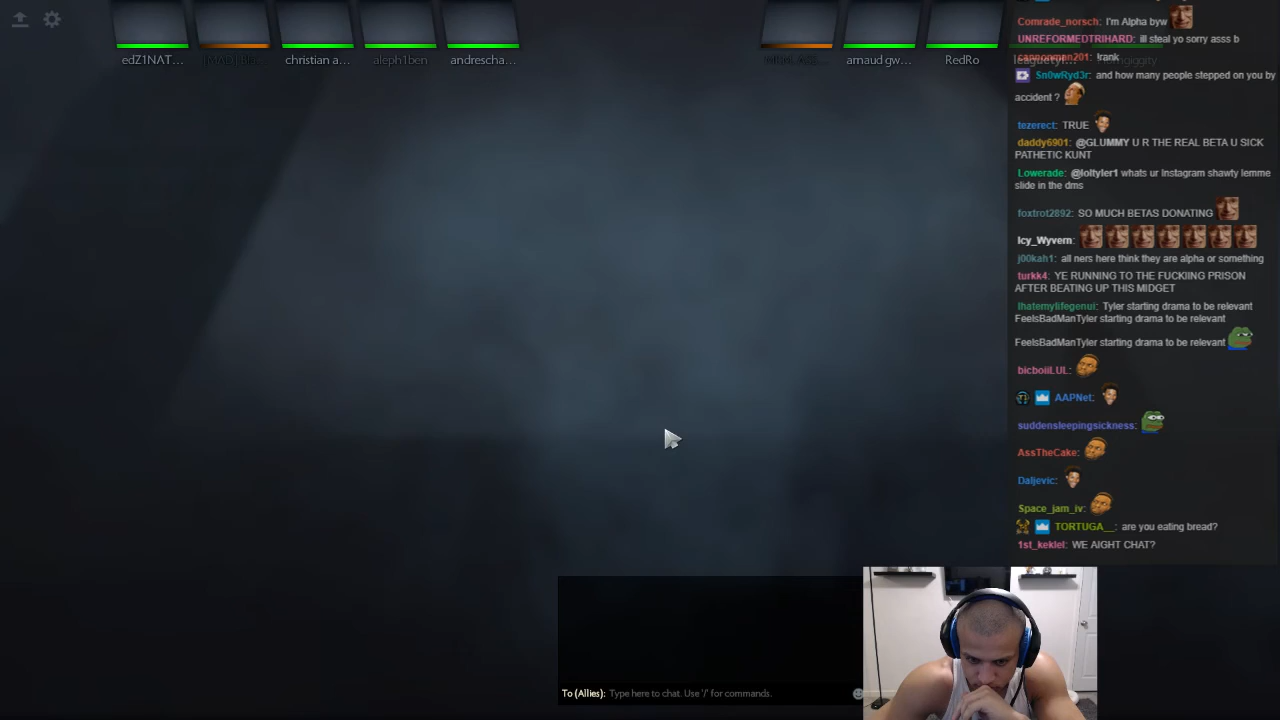 edZ1NAT...
christian a...
aleph1ben
andrescha...
arnaud gw...
RedRo
Comrade_norsch: I'm Alpha byw
UNREFORMEDTRIHARD: ill steal yo sorry asss b
cannonman201: !rank
Sn0wRyd3r: and how many people stepped on you by
accident ?
tezerect: TRUE
daddy6901: @GLUMMY U R THE REAL BETA U SICK
PATHETIC KUNT
Lowerade: @loltyler1 whats ur Instagram shawty lemme
slide in the dms
foxtrot2892: SO MUCH BETAS DONATING
Icy_Wyvern:
j00kah1: all ners here think they are alpha or something
turkk4: YE RUNNING TO THE FUCKIING PRISON
AFTER BEATING UP THIS MIDGET
Ihatemylifegenui: Tyler starting drama to be relevant
FeelsBadManTyler starting drama to be relevant
FeelsBadManTyler starting drama to be relevant
bicboiiLUL:
AAPNet:
suddensleepingsickness:
AssTheCake:
Daljevic:
Space_jam_iv:
TORTUGA__: are you eating bread?
1st_keklel: WE AIGHT CHAT?
To (Allies): Type here to chat. Use '/' for commands.